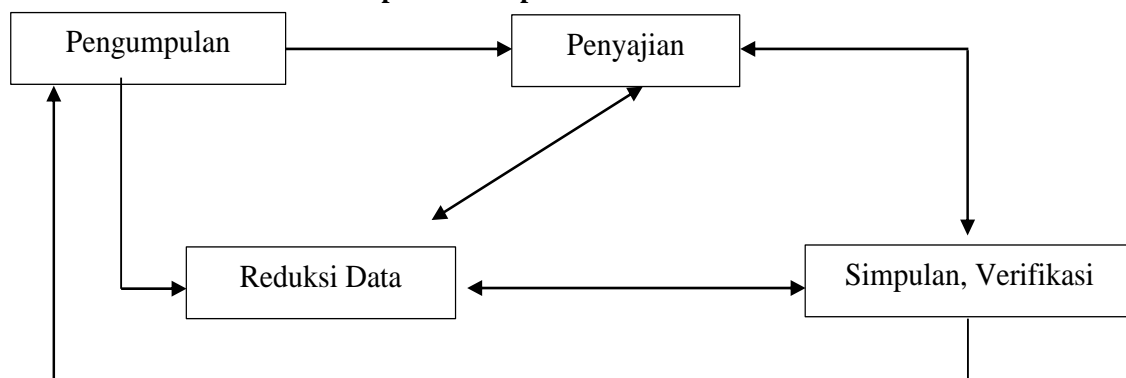 Pengumpulan
Penyajian
Reduksi Data
Simpulan, Verifikasi